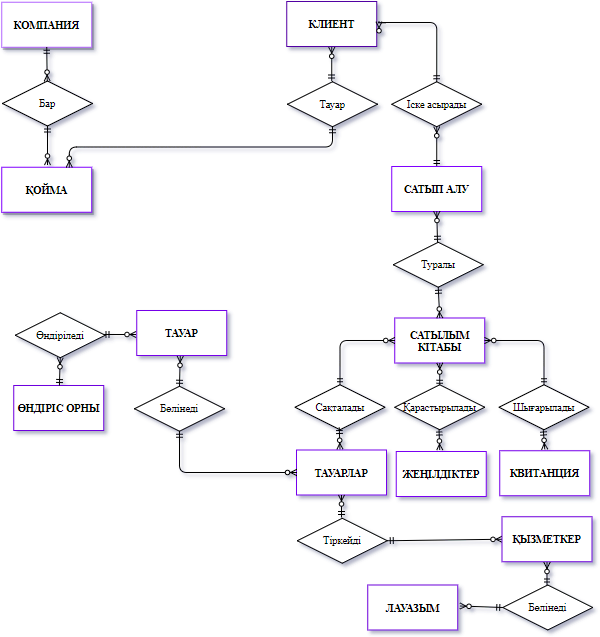 КОМПАНИЯ
КЛИЕНТ
Бар
Тауар
Іске асырады
ҚОЙМА
САТЫП АЛУ
Туралы
Өндіріледі
ТАУАР
САТЫЛЫМ
КІТАБЫ
ӨНДІРІС ОРНЫ
Бөлінеді
Сақталады
Қарастырылады
Шығарылады
ТАУАРЛАР
ЖЕҢІЛДІКТЕР
КВИТАНЦИЯ
Тіркейді
ҚЫЗМЕТКЕР
ЛАУАЗЫМ
Бөлінеді